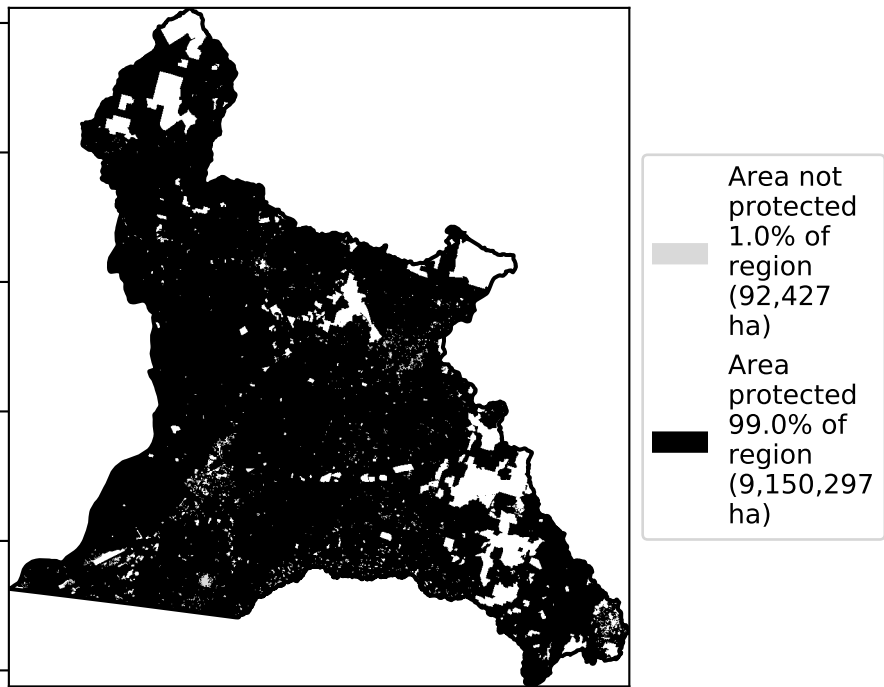 Area not
protected
1.0% of
region
(92,427
ha)
Area
protected
99.0% of
region
(9,150,297
ha)